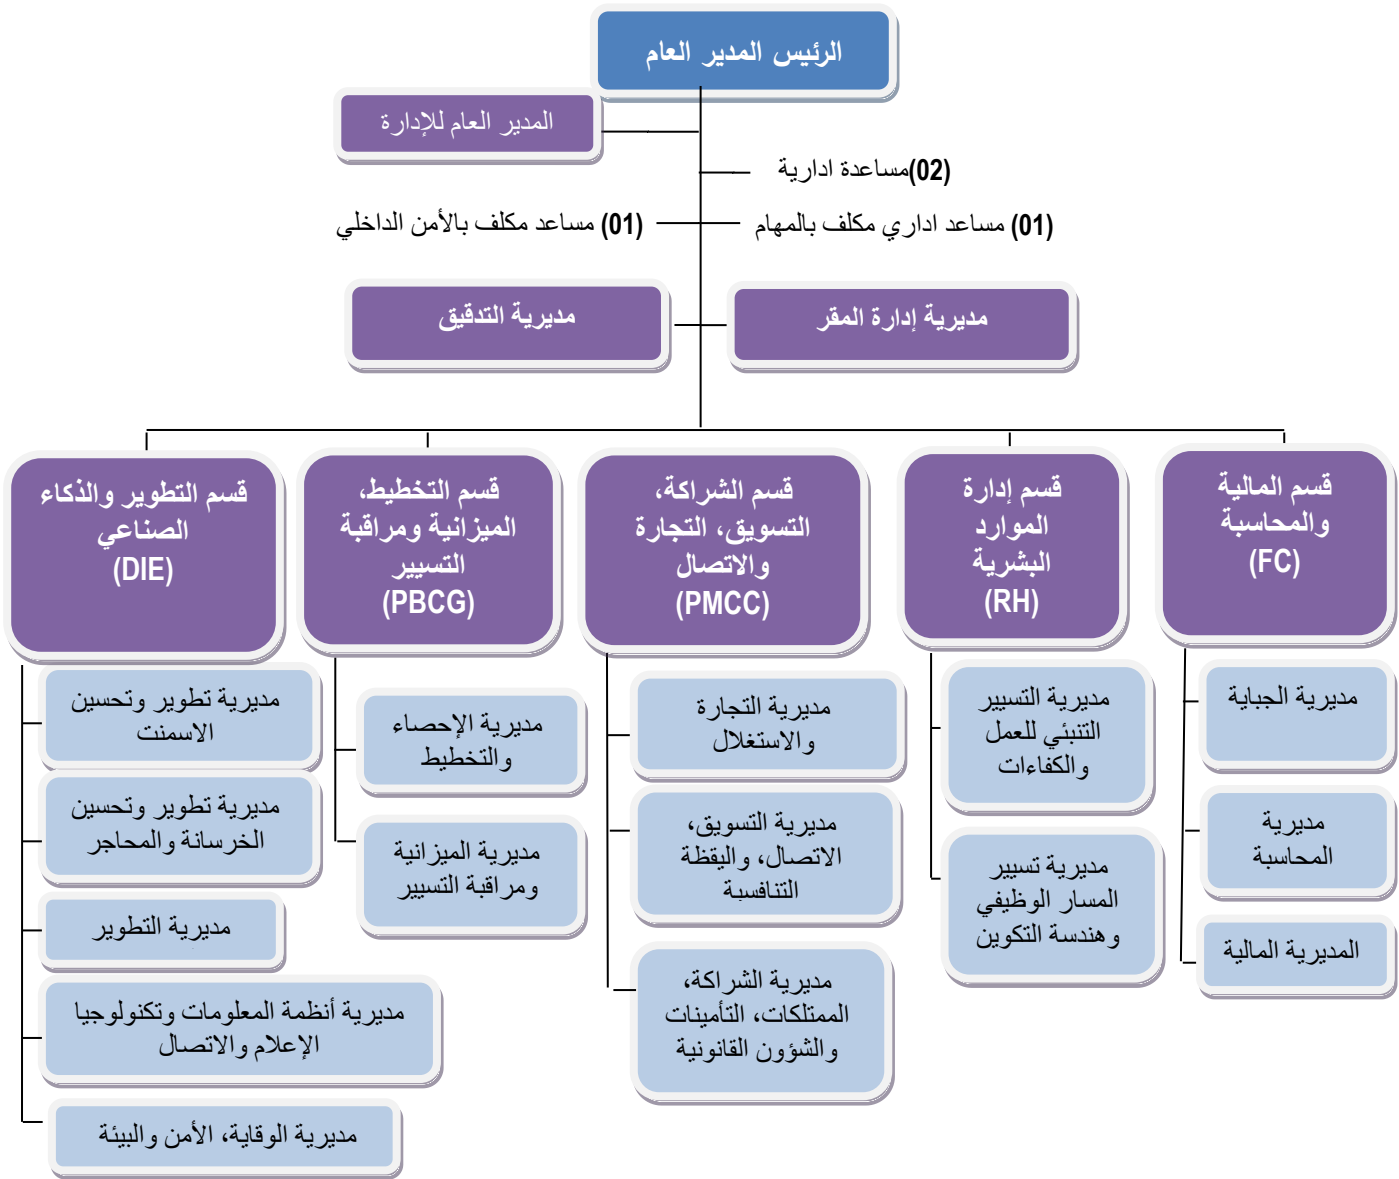 الرئيس المدير العام
المدير العام للإدارة
(02)مساعدة ادارية
(01) مساعد اداري مكلف بالمهام
(01) مساعد مكلف بالأمن الداخلي
مديرية إدارة المقر
مديرية التدقيق
قسم المالية
والمحاسبة
(FC)
قسم إدارة
الموارد
البشرية
(RH)
قسم الشراكة،
التسويق، التجارة
والاتصال
(PMCC)
قسم التخطيط،
الميزانية ومراقبة
التسيير
(PBCG)
قسم التطوير والذكاء
الصناعي
(DIE)
مديرية الجباية
مديرية
المحاسبة
المديرية المالية
مديرية التسيير
التنبئي للعمل
والكفاءات
مديرية تسيير
المسار الوظيفي
وهندسة التكوين
مديرية التجارة
والاستغلال
مديرية التسويق،
الاتصال، واليقظة
التنافسية
مديرية الشراكة،
الممتلكات، التأمينات
والشؤون القانونية
مديرية الإحصاء
والتخطيط
مديرية الميزانية
ومراقبة التسيير
مديرية تطوير وتحسين
الاسمنت
مديرية تطوير وتحسين
الخرسانة والمحاجر
مديرية التطوير
مديرية أنظمة المعلومات وتكنولوجيا
الإعلام والاتصال
مديرية الوقاية، الأمن والبيئة